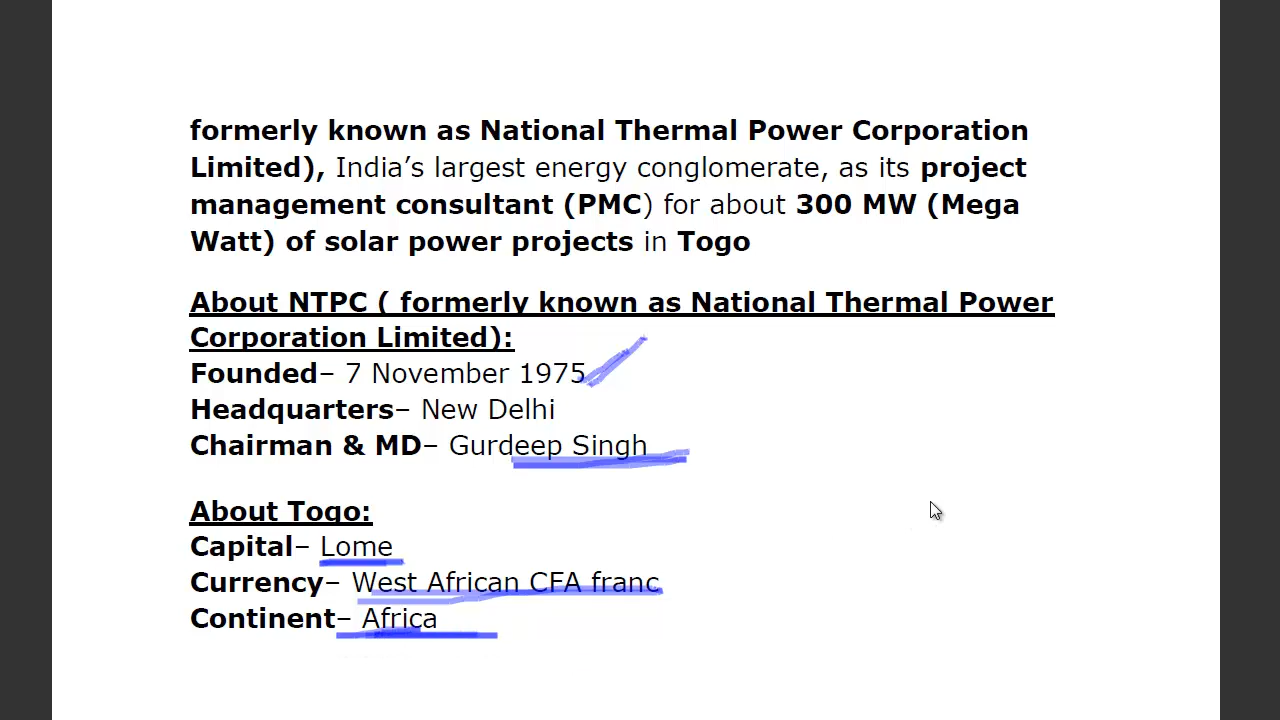 formerly known as National Thermal Power Corporation
Limited), India’s largest energy conglomerate, as its project
management consultant (PMC) for about 300 MW (Mega
Watt) of solar power projects in Togo
About NTPC ( formerly known as National Thermal Power
Corporation Limited):
Founded– 7 November 1975
Headquarters– New Delhi
Chairman & MD– Gurdeep Singh
About Togo:
Capital– Lome
Currency– West African CFA franc
Continent– Africa